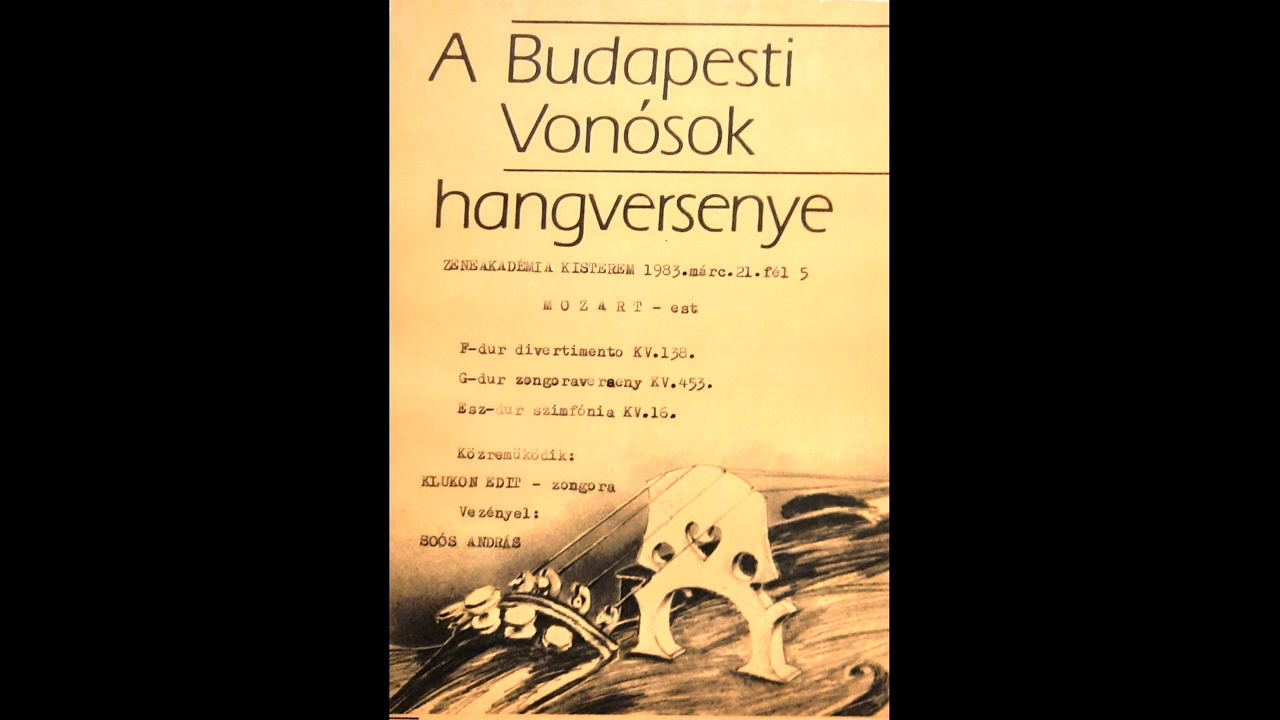 A Budapesti
Vonósok
hangversenye
ZENEAKADÉMIA KISTEREM 1983.márc.21.fél 5
M O Z A R T - est
F-dur divertimento KV.138.
G-dur zongoraverseny KV.453.
Esz-dur szimfónia KV.16.
Közremüködik:
KLUKON EDIT - zongora
Vezényel:
SOÓS ANDRÁS